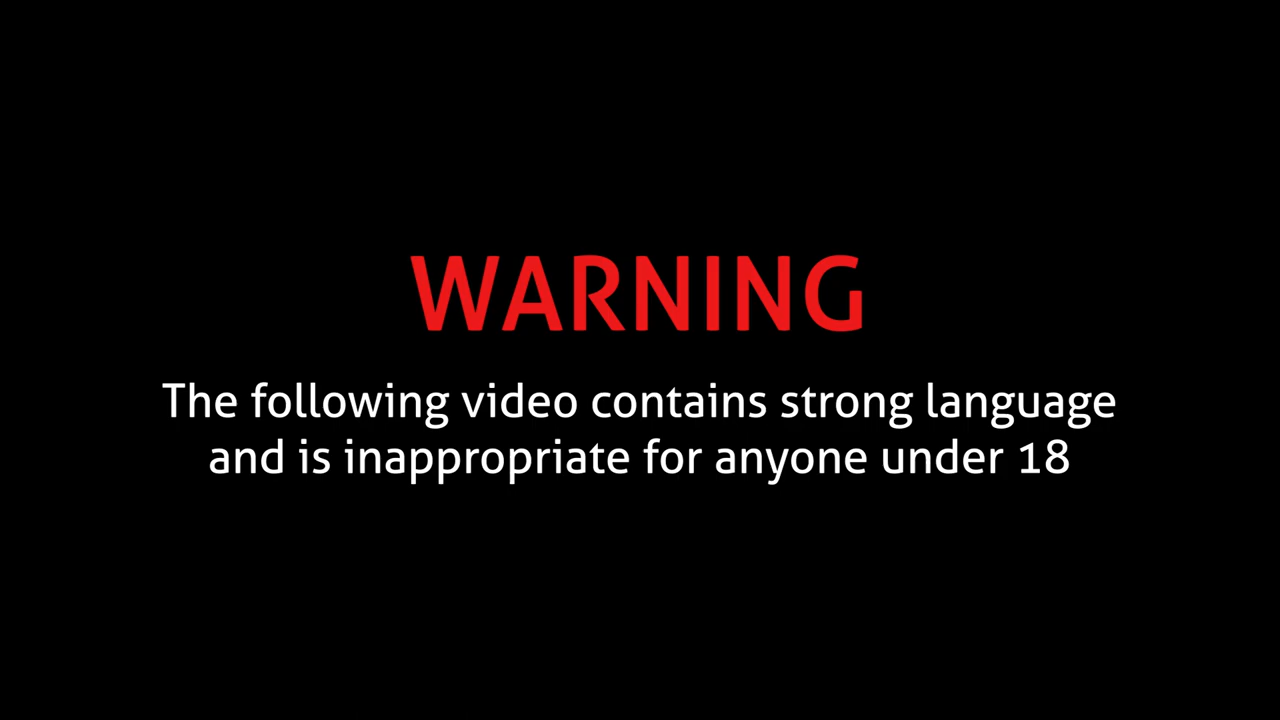 WARNING
The following video contains strong language
and is inappropriate for anyone under 18